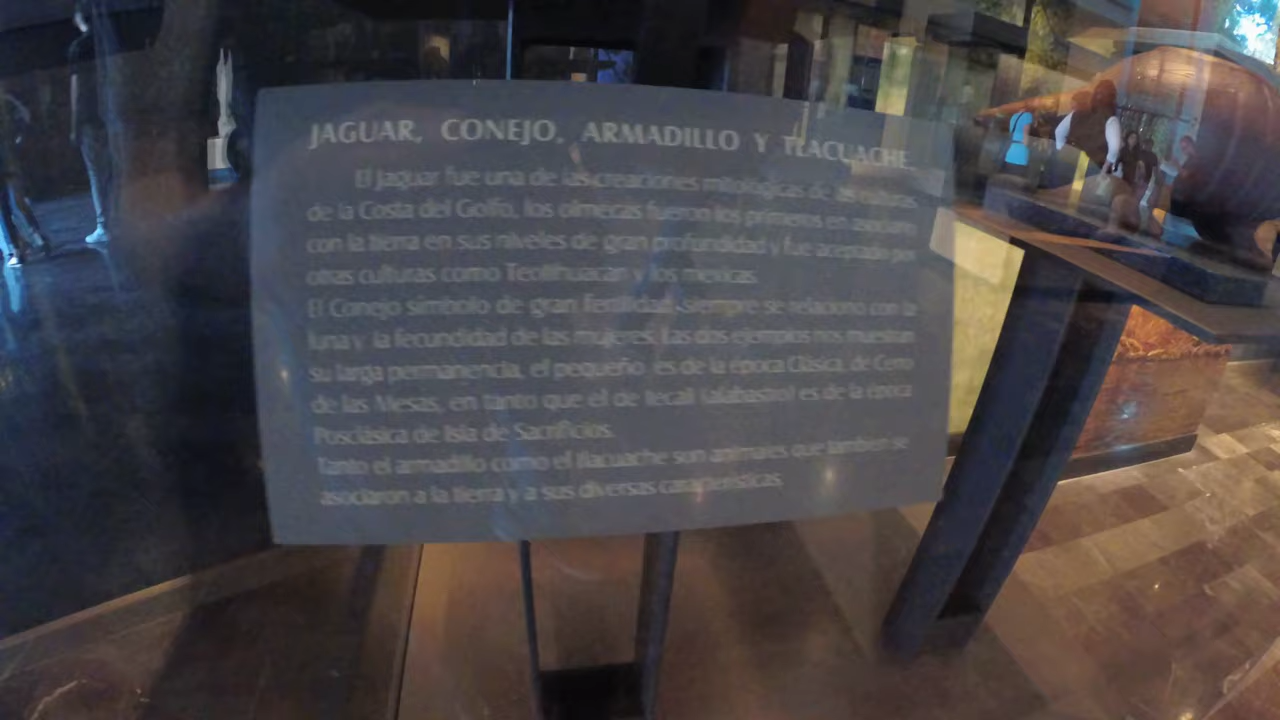 JAGUAR, CONEJO, ARMADILLO Y TLACUACHE
El Jaguar fue una de las creaciones mitológicas de las culturas
de la Costa del Golfo, los olmecas fueron los primeros en asociarlo
con la tierra en sus niveles de gran profundidad y fue aceptado por
otras culturas como Teotihuacan y los mexicas.
El Conejo símbolo de gran fertilidad, siempre se relacionó con la
luna y la fecundidad de las mujeres. Las dos ejemplos nos muestran
su larga permanencia, el pequeño es de la época Clásica, de Cerro
de las Mesas, en tanto que el de tecali (alabastro) es de la época
Posclásica de Isla de Sacrificios.
Tanto el armadillo como el tlacuache son animales que también se
asociaron a la tierra y a sus diversas características.